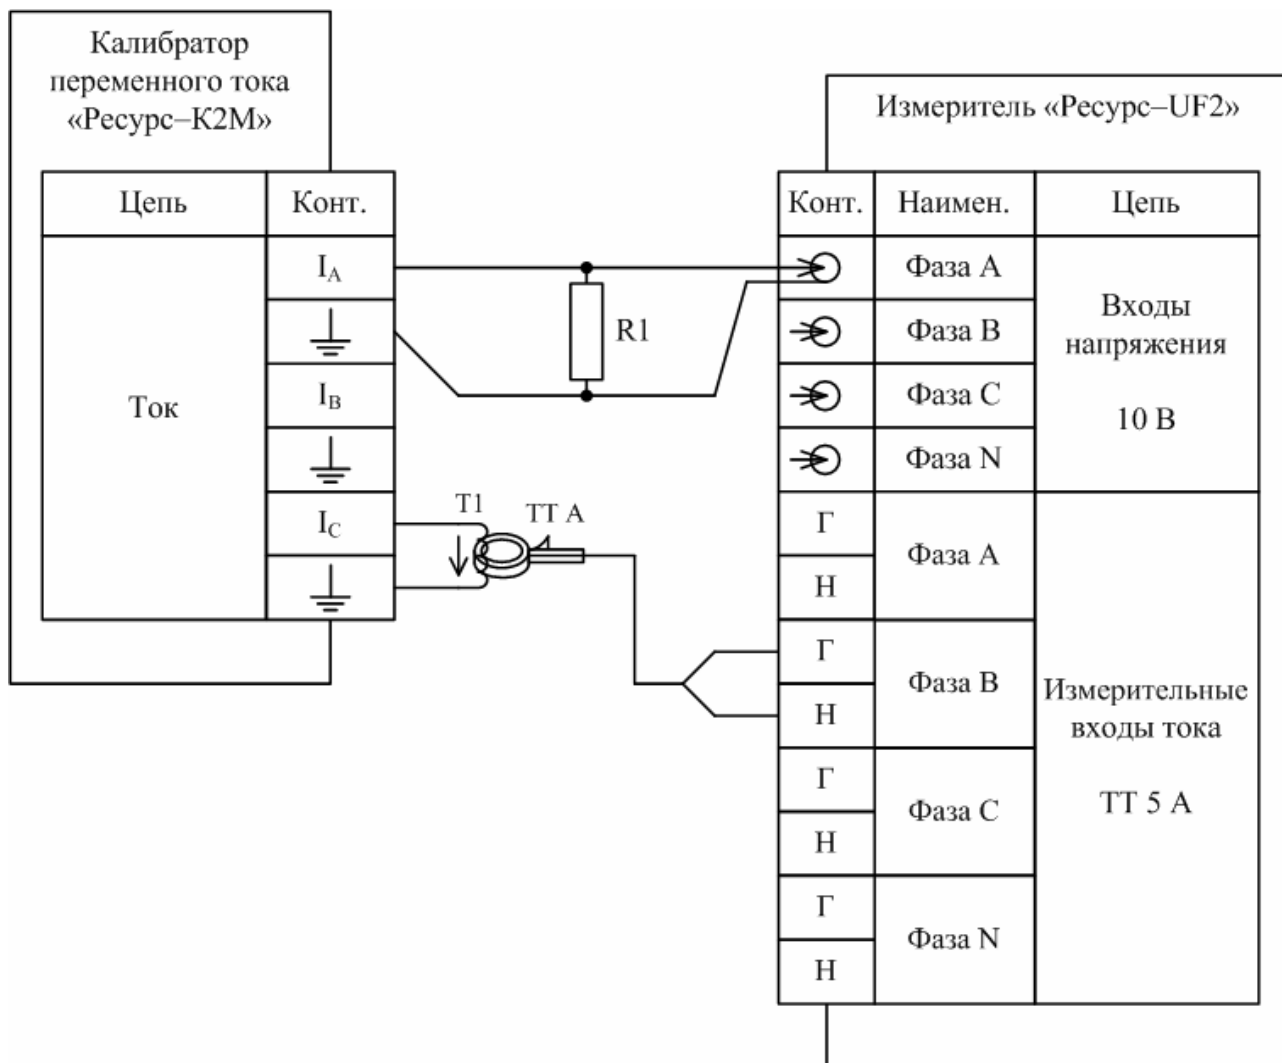 Калибратор
переменного тока
«Ресурс–К2М»
Цепь
Конт.
Ток
I_A
I_B
I_C
R1
T1
ТТ А
Измеритель «Ресурс–UF2»
Конт.
Наимен.
Цепь
Фаза А
Фаза В
Фаза С
Фаза N
Входы
напряжения
10 В
Г
Н
Фаза А
Г
Н
Фаза В
Г
Н
Фаза С
Г
Н
Фаза N
Измерительные
входы тока
ТТ 5 А